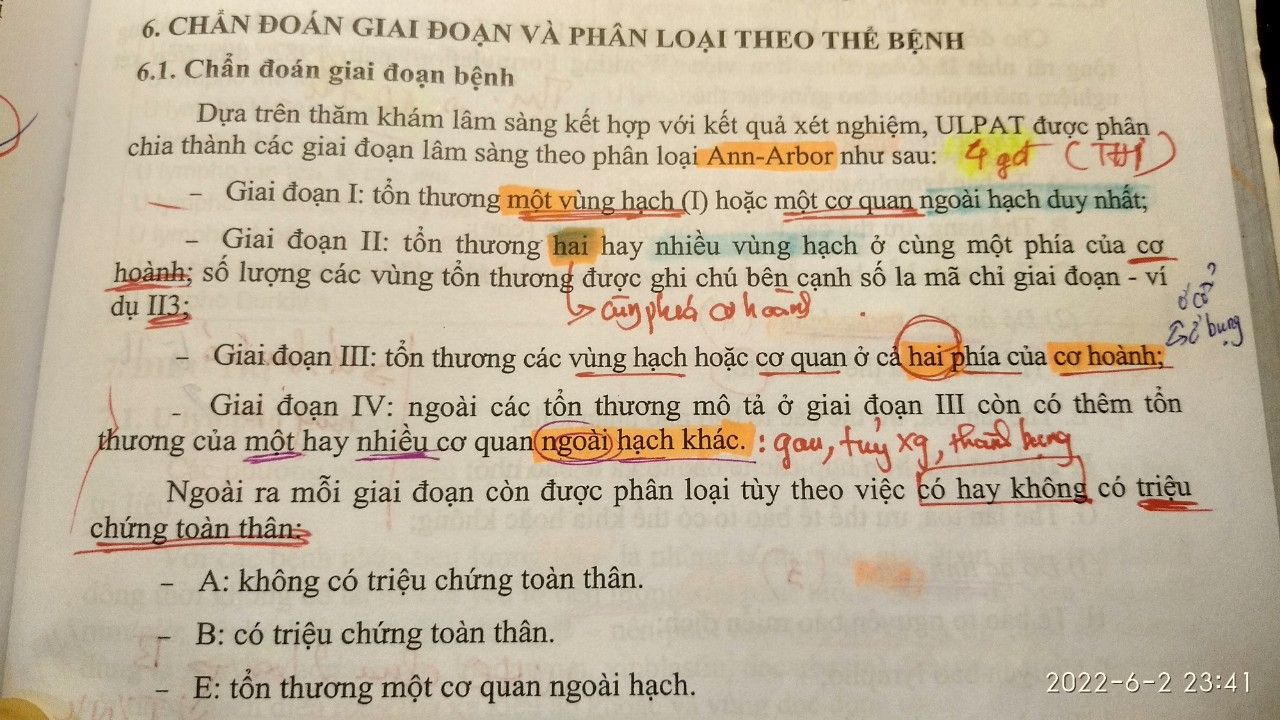 6. CHẨN ĐOÁN GIAI ĐOẠN VÀ PHÂN LOẠI THEO THỂ BỆNH
6.1. Chẩn đoán giai đoạn bệnh
Dựa trên thăm khám lâm sàng kết hợp với kết quả xét nghiệm, ULPAT được phân
chia thành các giai đoạn lâm sàng theo phân loại Ann-Arbor như sau: 4 gđ
- Giai đoạn I: tổn thương một vùng hạch (I) hoặc một cơ quan ngoài hạch duy nhất;
- Giai đoạn II: tổn thương hai hay nhiều vùng hạch ở cùng một phía của cơ
hoành; số lượng các vùng tổn thương được ghi chú bên cạnh số la mã chỉ giai đoạn - ví
dụ II3;
cùng phía cơ hoành
ở cổ?
ở bụng
- Giai đoạn III: tổn thương các vùng hạch hoặc cơ quan ở cả hai phía của cơ hoành;
- Giai đoạn IV: ngoài các tổn thương mô tả ở giai đoạn III còn có thêm tổn
thương của một hay nhiều cơ quan ngoài hạch khác. : gan, tủy xg, thành bụng
Ngoài ra mỗi giai đoạn còn được phân loại tùy theo việc có hay không có triệu
chứng toàn thân:
- A: không có triệu chứng toàn thân.
- B: có triệu chứng toàn thân.
- E: tổn thương một cơ quan ngoài hạch.
2022-6-2 23:41